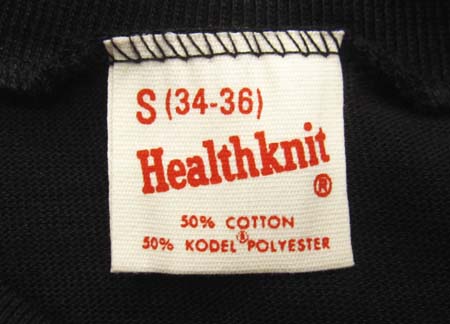 S (34-36)
Healthknit
®
50% COTTON
50% KODEL® POLYESTER